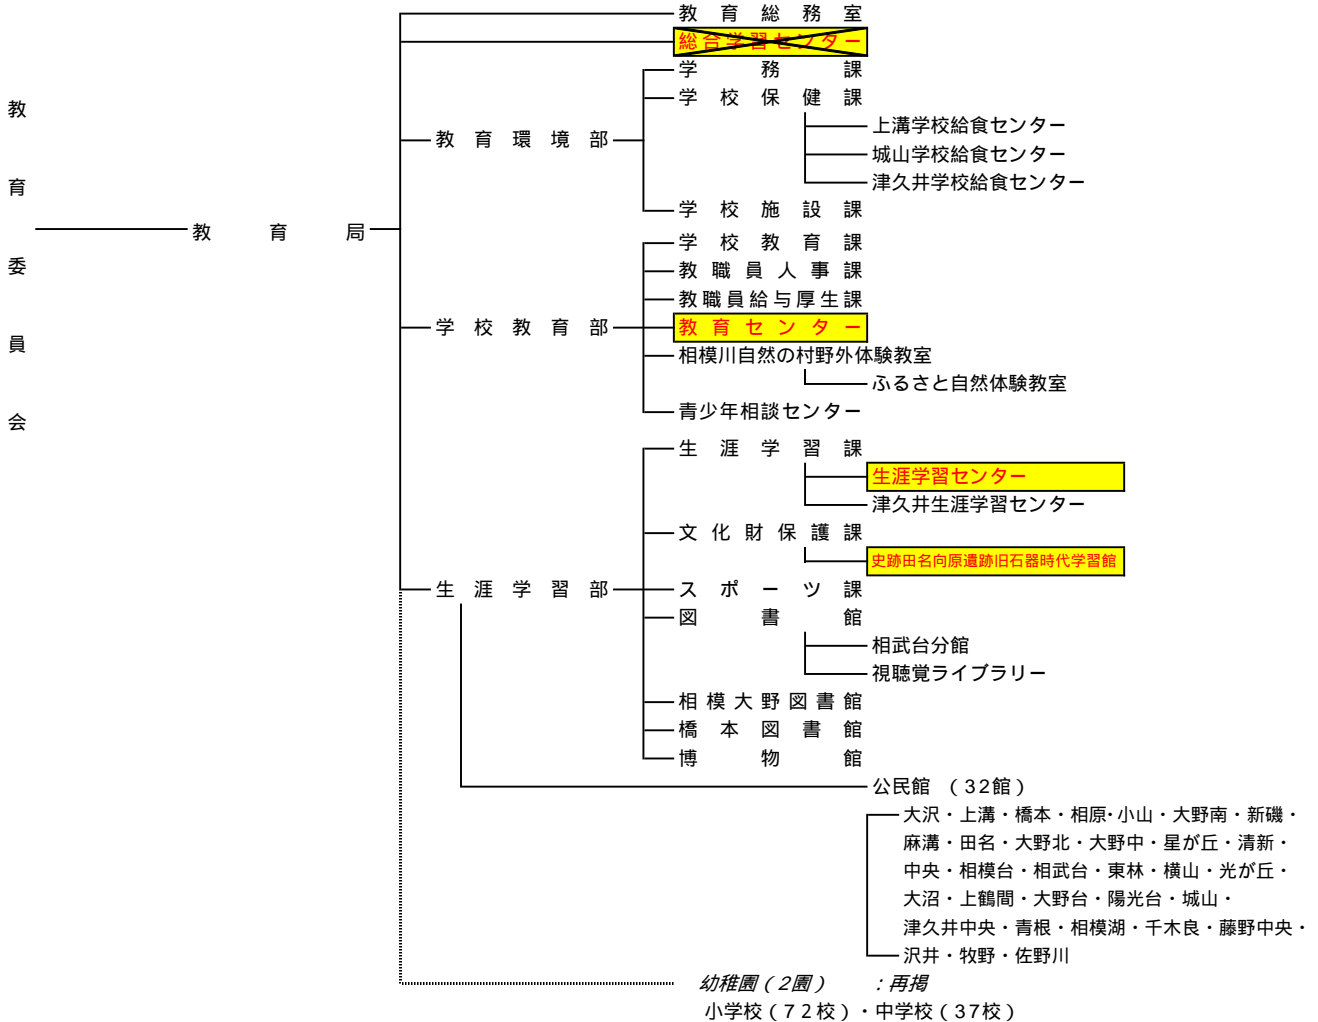 教育委員会
教育局
教育総務室
総合学習センター
教育環境部
学務課
学校保健課
上溝学校給食センター
城山学校給食センター
津久井学校給食センター
学校施設課
学校教育部
学校教育課
教職員人事課
教職員給与厚生課
教育センター
相模川自然の村野外体験教室
ふるさと自然体験教室
青少年相談センター
生涯学習部
生涯学習課
生涯学習センター
津久井生涯学習センター
文化財保護課
史跡田名向原遺跡旧石器時代学習館
スポーツ課
図書館
相武台分館
視聴覚ライブラリー
相模大野図書館
橋本図書館
博物館
公民館 （32館）
大沢・上溝・橋本・相原・小山・大野南・新磯・
麻溝・田名・大野北・大野中・星が丘・清新・
中央・相模台・相武台・東林・横山・光が丘・
大沼・上鶴間・大野台・陽光台・城山・
津久井中央・青根・相模湖・千木良・藤野中央・
沢井・牧野・佐野川
幼稚園（2園） ：再掲
小学校（72校）・中学校（37校）